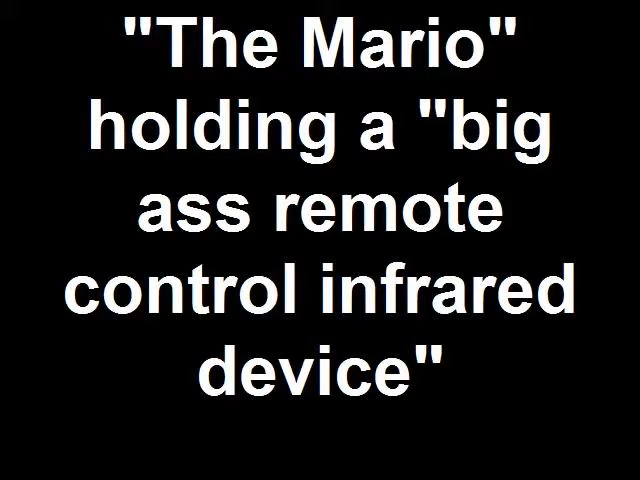 "The Mario"
holding a "big
ass remote
control infrared
device"